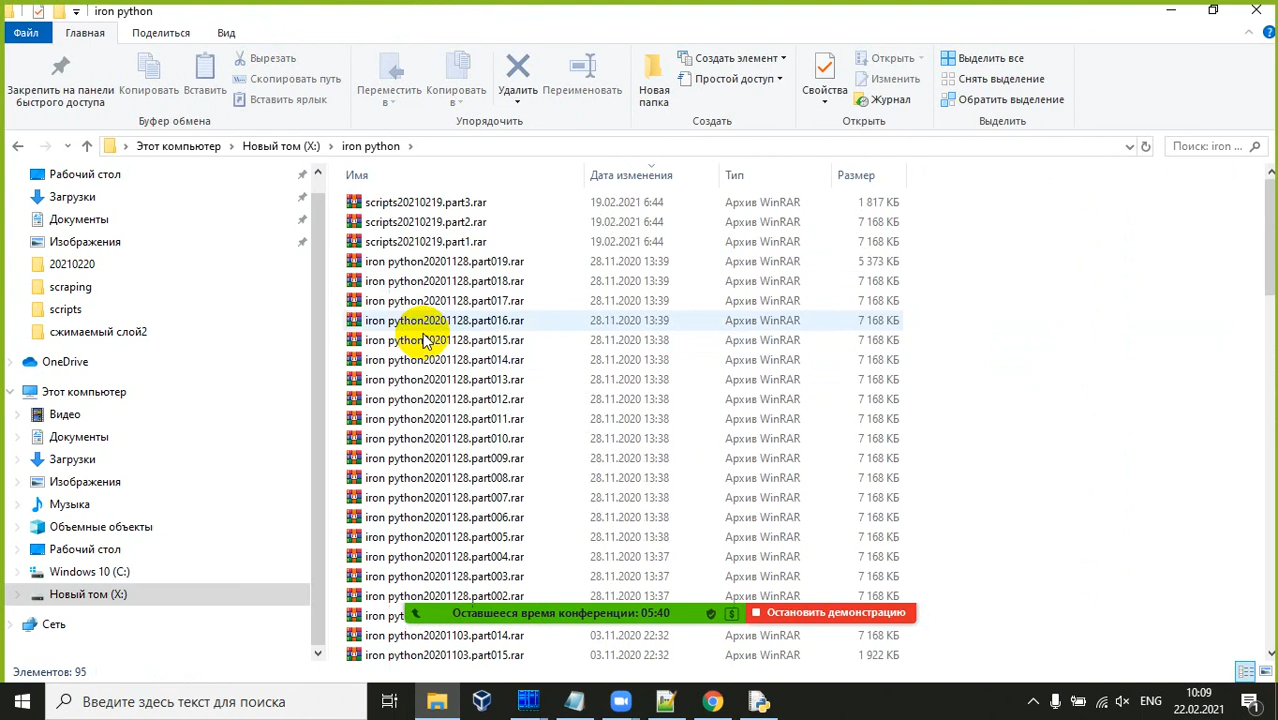 iron python
Файл
Главная
Поделиться
Вид
Закрепить на панели быстрого доступа
Копировать
Вставить
Вырезать
Скопировать путь
Вставить ярлык
Буфер обмена
Переместить в
Копировать в
Удалить
Переименовать
Упорядочить
Новая папка
Создать элемент
Простой доступ
Создать
Свойства
Открыть
Изменить
Журнал
Открыть
Выделить все
Снять выделение
Обратить выделение
Выделить
Этот компьютер > Новый том (X:) > iron python >
Поиск: iron ...
Рабочий стол
Загрузки
Документы
Изображения
20210220
scraping
scripts
сжимаемый слой2
OneDrive
Этот компьютер
Видео
Документы
Загрузки
Изображения
Музыка
Объемные объекты
Рабочий стол
Windows 10 (C:)
Новый том (X:)
Сеть
Имя Дата изменения Тип Размер
scripts20210219.part3.rar 19.02.2021 6:44 Архив WinRAR 1 817 КБ
scripts20210219.part2.rar 19.02.2021 6:44 Архив WinRAR 7 168 КБ
scripts20210219.part1.rar 19.02.2021 6:44 Архив WinRAR 7 168 КБ
iron python20201128.part019.rar 28.11.2020 13:39 Архив WinRAR 5 373 КБ
iron python20201128.part018.rar 28.11.2020 13:39 Архив WinRAR 7 168 КБ
iron python20201128.part017.rar 28.11.2020 13:39 Архив WinRAR 7 168 КБ
iron python20201128.part016.rar 28.11.2020 13:39 Архив WinRAR 7 168 КБ
iron python20201128.part015.rar 28.11.2020 13:38 Архив WinRAR 7 168 КБ
iron python20201128.part014.rar 28.11.2020 13:38 Архив WinRAR 7 168 КБ
iron python20201128.part013.rar 28.11.2020 13:38 Архив WinRAR 7 168 КБ
iron python20201128.part012.rar 28.11.2020 13:38 Архив WinRAR 7 168 КБ
iron python20201128.part011.rar 28.11.2020 13:38 Архив WinRAR 7 168 КБ
iron python20201128.part010.rar 28.11.2020 13:38 Архив WinRAR 7 168 КБ
iron python20201128.part009.rar 28.11.2020 13:38 Архив WinRAR 7 168 КБ
iron python20201128.part008.rar 28.11.2020 13:38 Архив WinRAR 7 168 КБ
iron python20201128.part007.rar 28.11.2020 13:38 Архив WinRAR 7 168 КБ
iron python20201128.part006.rar 28.11.2020 13:38 Архив WinRAR 7 168 КБ
iron python20201128.part005.rar 28.11.2020 13:38 Архив WinRAR 7 168 КБ
iron python20201128.part004.rar 28.11.2020 13:37 Архив WinRAR 7 168 КБ
iron python20201128.part003.rar 28.11.2020 13:37 Архив WinRAR 7 168 КБ
iron python20201128.part002.rar 28.11.2020 13:37 Архив WinRAR 7 168 КБ
iron
Оставшееся время конференции: 05:40
Остановить демонстрацию
iron python20201103.part014.rar 03.11.2020 22:32 Архив WinRAR 7 168 КБ
iron python20201103.part015.rar 03.11.2020 22:32 Архив WinRAR 1 922 КБ
Элементов: 95
Введите здесь текст для поиска
ENG
10:09
22.02.2021
1